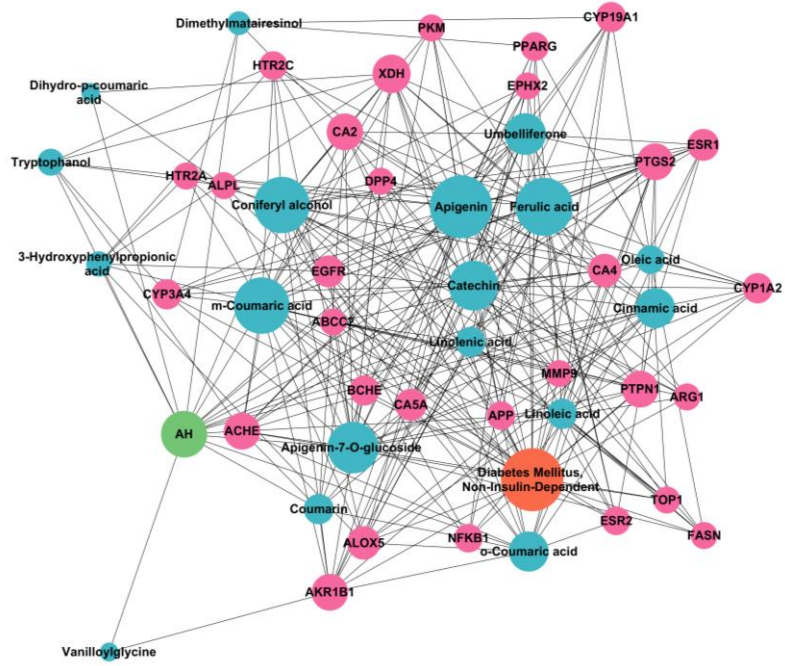 Dimethylmatairesinol
PKM
CYP19A1
PPARG
HTR2C
XDH
EPHX2
Dihydro-p-coumaric
acid
CA2
Umbelliferone
ESR1
Tryptophanol
PTGS2
HTR2A
ALPL
DPP4
Coniferyl alcohol
Apigenin
Ferulic acid
3-Hydroxyphenylpropionic
acid
EGFR
CA4
Oleic acid
CYP3A4
Catechin
CYP1A2
m-Coumaric acid
Cinnamic acid
ABCC2
Linolenic acid
MMP9
BCHE
PTPN1
ARG1
CA5A
APP
Linoleic acid
AH
ACHE
Apigenin-7-O-glucoside
Diabetes Mellitus,
Non-Insulin-Dependent
TOP1
Coumarin
ESR2
FASN
ALOX5
NFKB1
o-Coumaric acid
AKR1B1
Vanilloylglycine